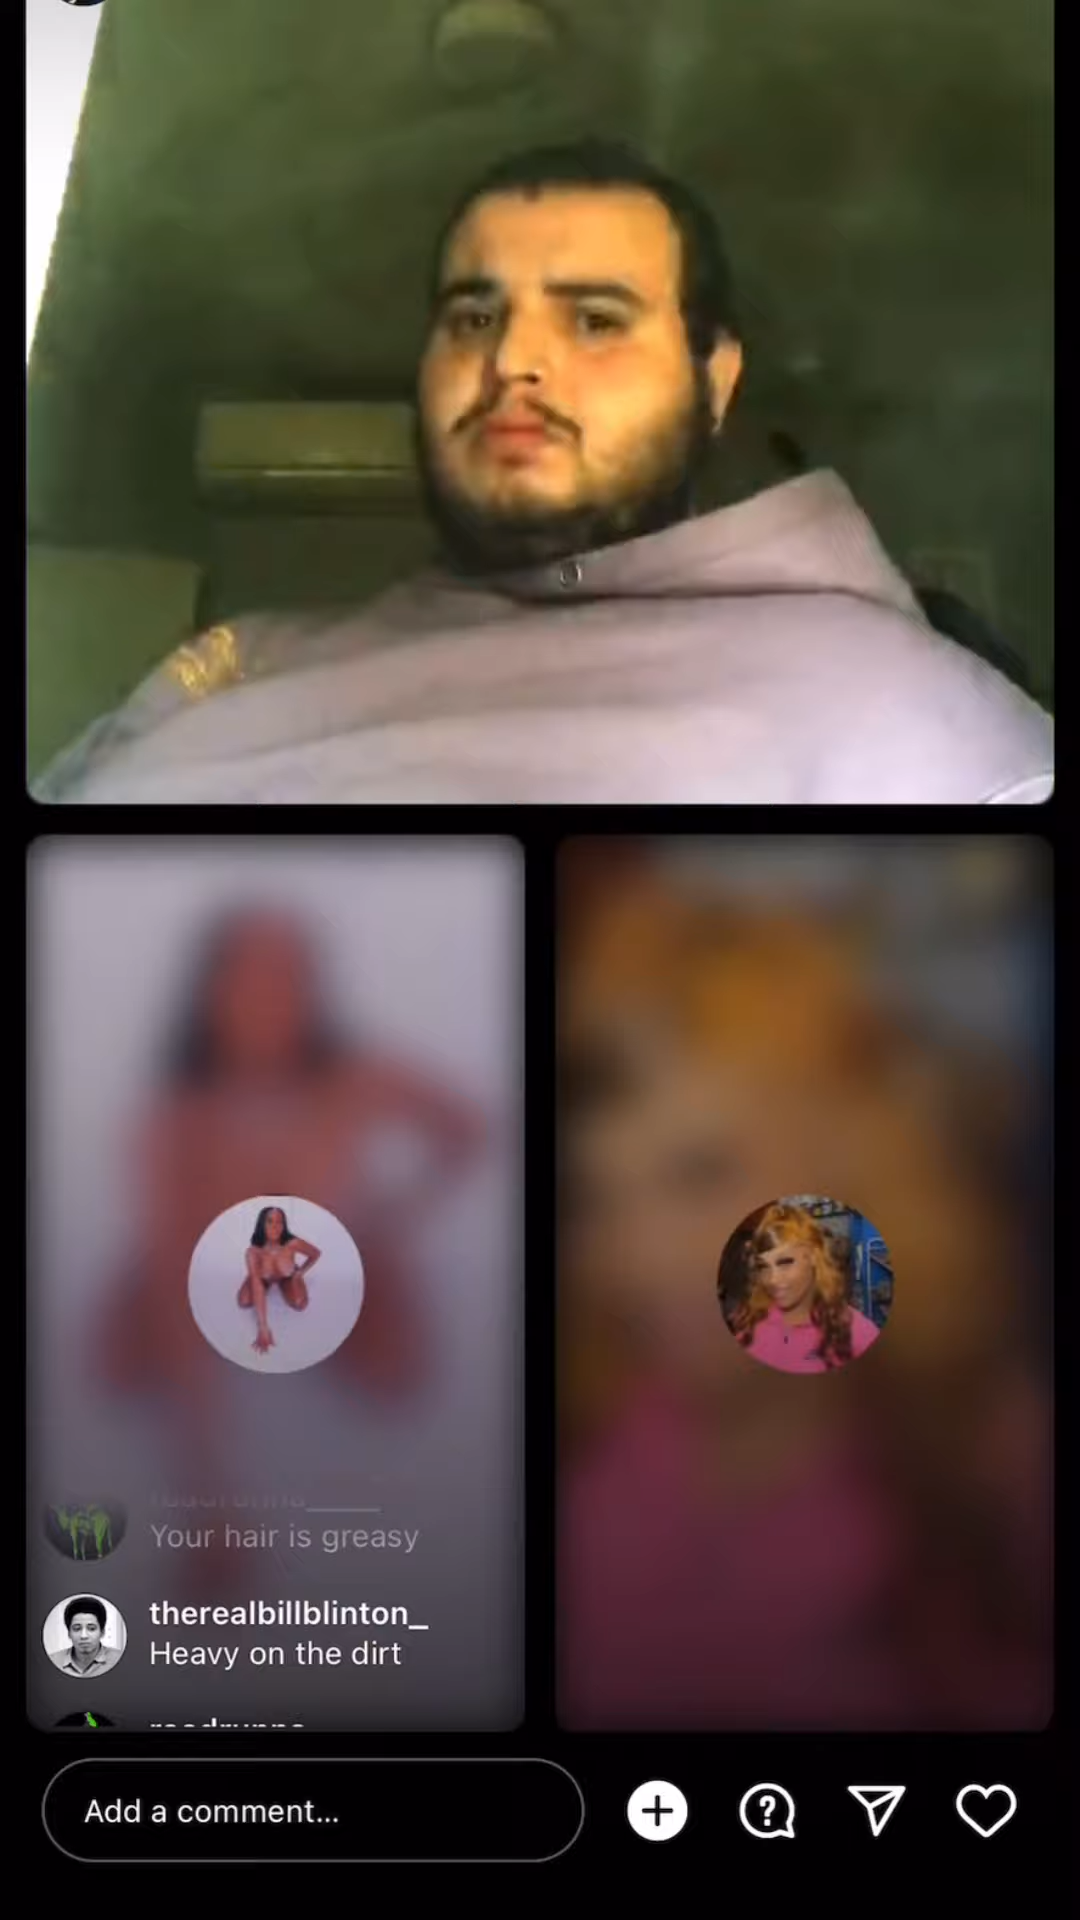 Your hair is greasy
therealbillblinton_
Heavy on the dirt
Add a comment...